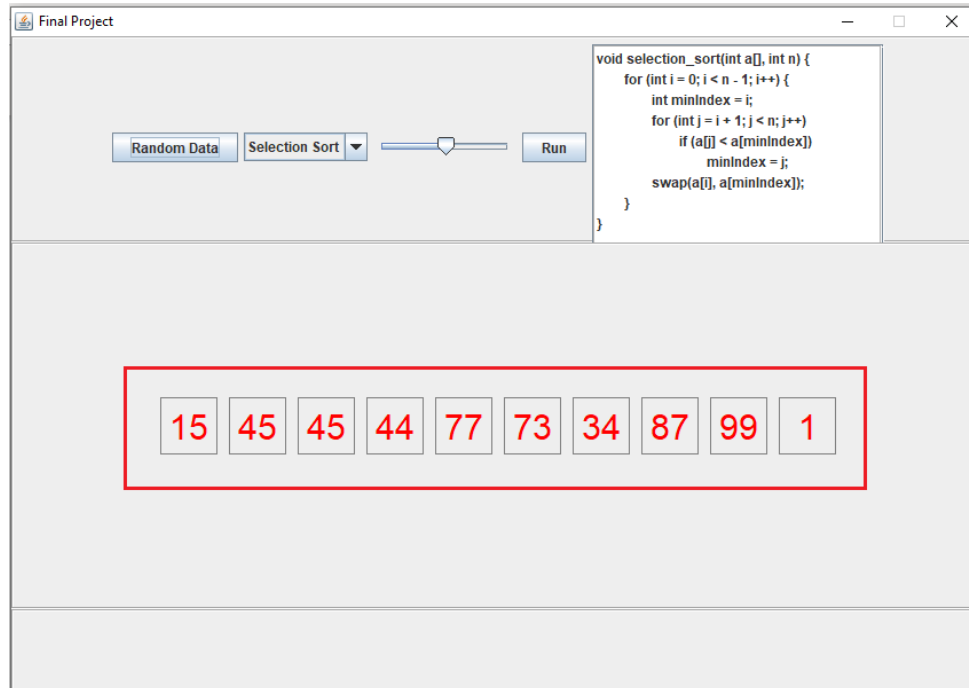 Final Project
Random Data
Selection Sort
Run
void selection_sort(int a[], int n) {
for (int i = 0; i < n - 1; i++) {
int minIndex = i;
for (int j = i + 1; j < n; j++)
if (a[j] < a[minIndex])
minIndex = j;
swap(a[i], a[minIndex]);
}
}
15 45 45 44 77 73 34 87 99 1